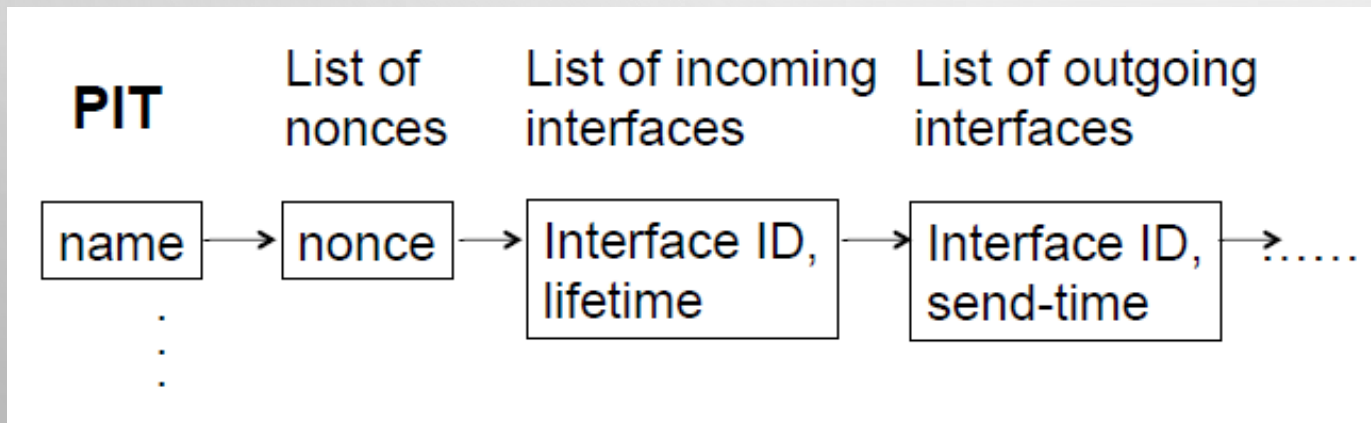 PIT
List of
nonces
List of incoming
interfaces
List of outgoing
interfaces
name
nonce
Interface ID,
lifetime
Interface ID,
send-time
......
.
.
.